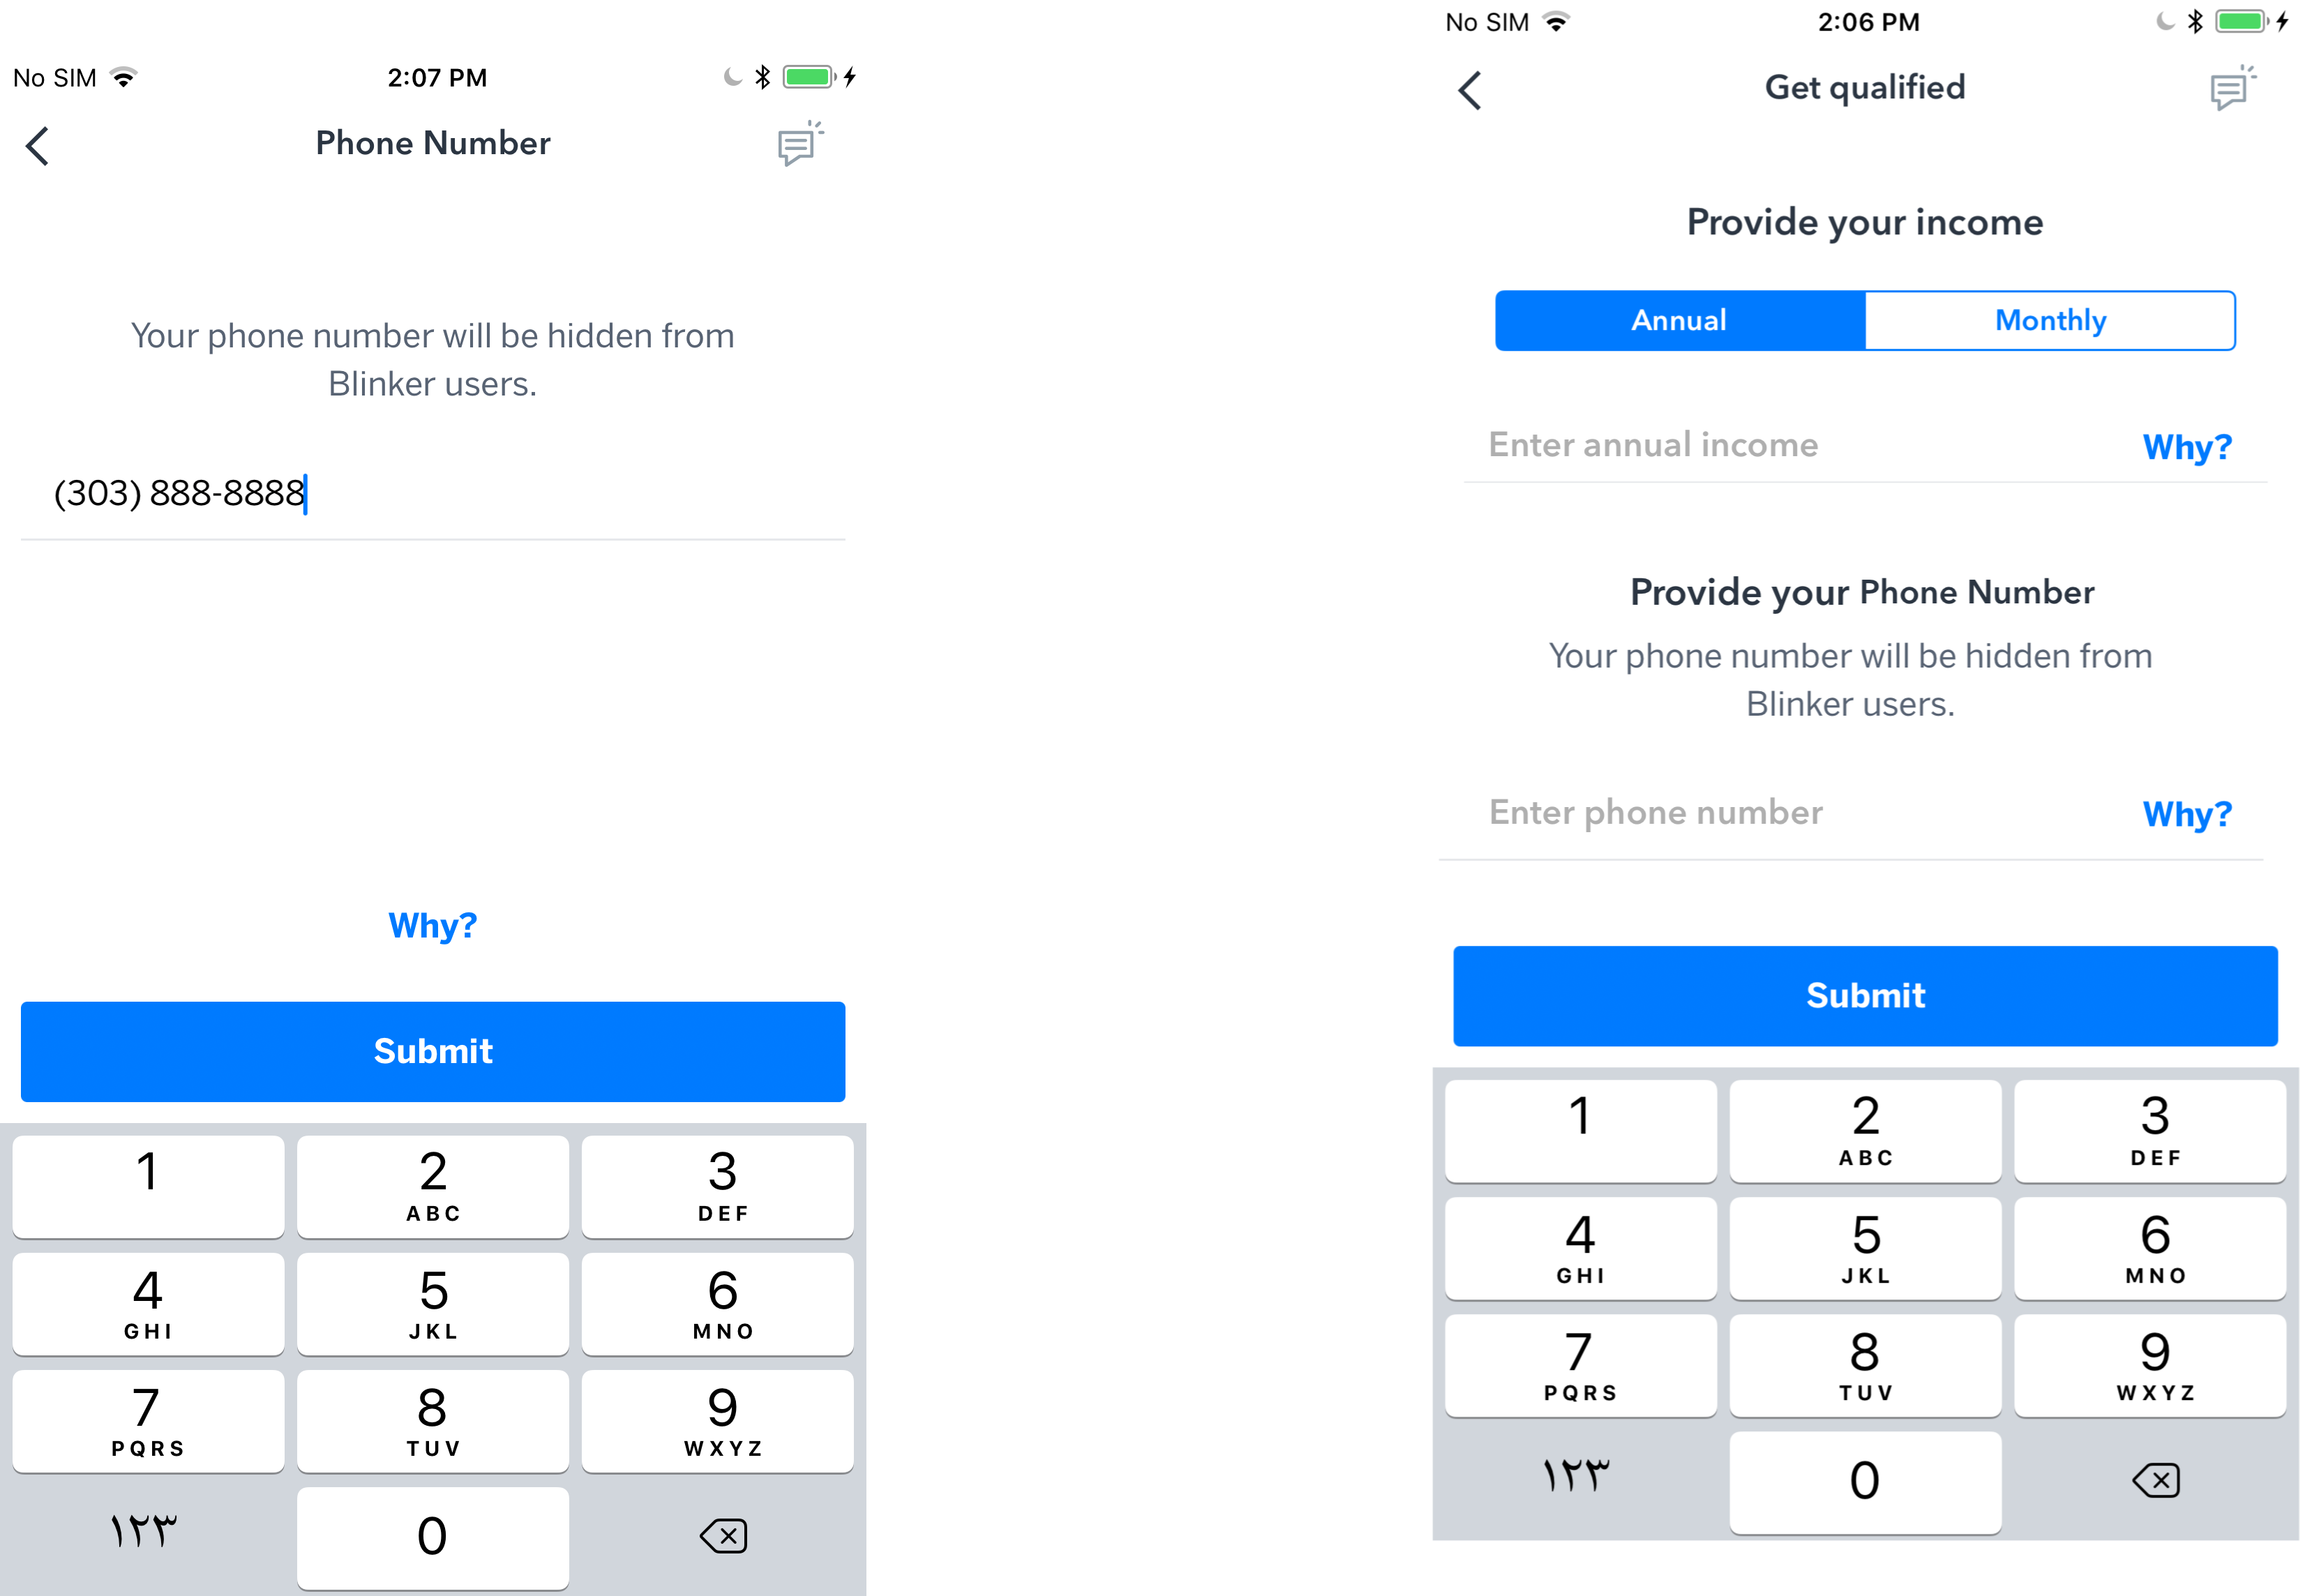 No SIM 2:07 PM
Phone Number
Your phone number will be hidden from
Blinker users.
(303) 888-8888
Why?
Submit
1 2 3
ABC DEF
4 5 6
GHI JKL MNO
7 8 9
PQRS TUV WXYZ
١٢٣ 0
No SIM 2:06 PM
Get qualified
Provide your income
Annual Monthly
Enter annual income Why?
Provide your Phone Number
Your phone number will be hidden from
Blinker users.
Enter phone number Why?
Submit
1 2 3
ABC DEF
4 5 6
GHI JKL MNO
7 8 9
PQRS TUV WXYZ
١٢٣ 0